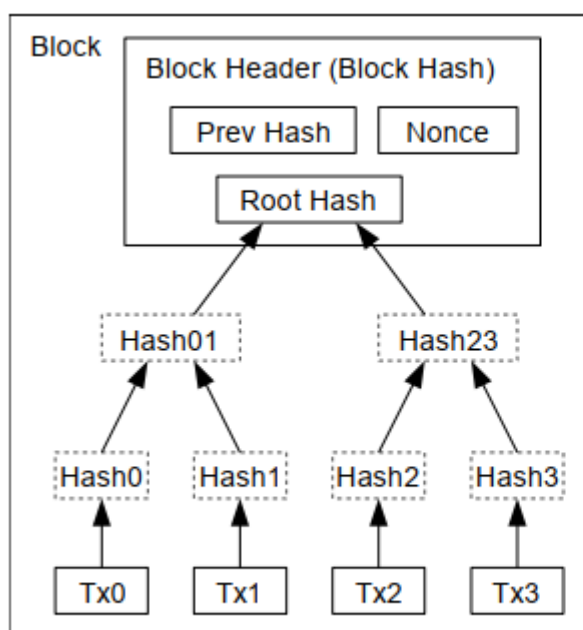 Block
Block Header (Block Hash)
Prev Hash
Nonce
Root Hash
Hash01
Hash23
Hash0
Hash1
Hash2
Hash3
Tx0
Tx1
Tx2
Tx3